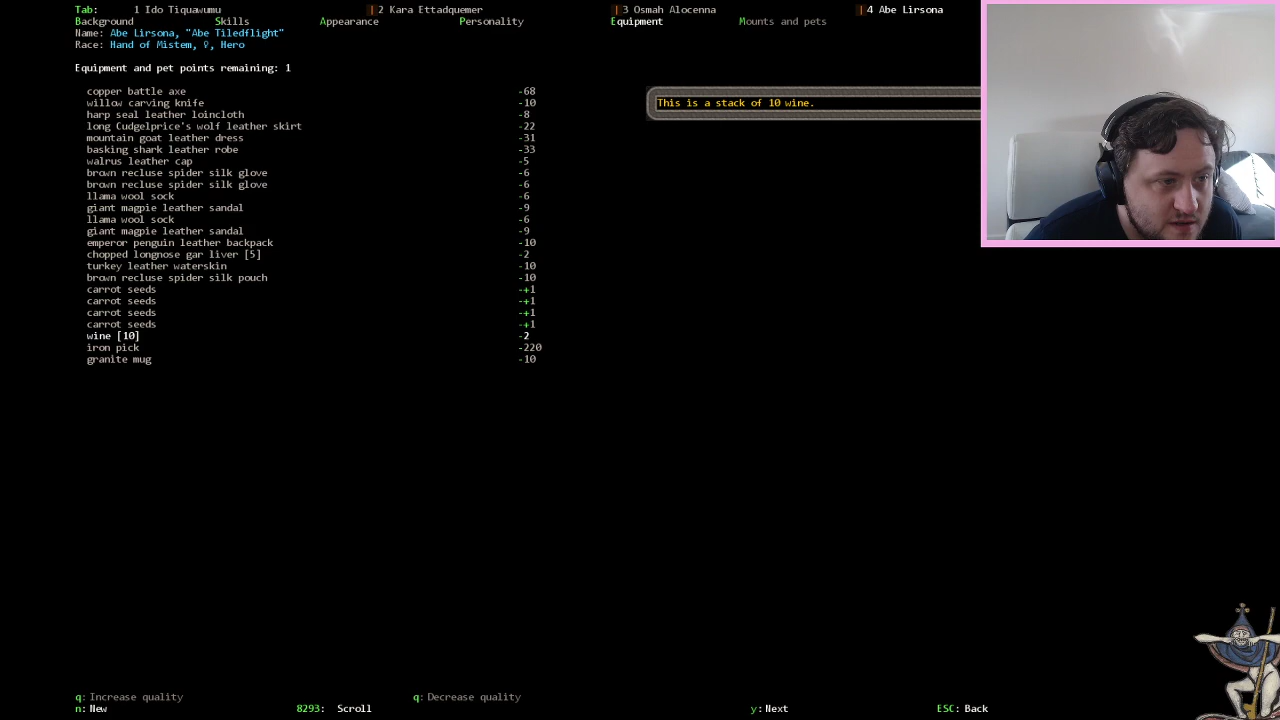 Tab: 1 Ido Tiquawumu |2 Kara Ettadquemer |3 Osmah Alocenna |4 Abe Lirsona
Background Skills Appearance Personality Equipment Mounts and pets
Name: Abe Lirsona, "Abe Tiledflight"
Race: Hand of Mistem, ♀, Hero
Equipment and pet points remaining: 1
copper battle axe -68
This is a stack of 10 wine.
willow carving knife -10
harp seal leather loincloth -8
long Cudgelprice's wolf leather skirt -22
mountain goat leather dress -31
basking shark leather robe -33
walrus leather cap -5
brown recluse spider silk glove -6
brown recluse spider silk glove -6
llama wool sock -6
giant magpie leather sandal -9
llama wool sock -6
giant magpie leather sandal -9
emperor penguin leather backpack -10
chopped longnose gar liver [5] -2
turkey leather waterskin -10
brown recluse spider silk pouch -10
carrot seeds -+1
carrot seeds -+1
carrot seeds -+1
carrot seeds -+1
wine [10] -2
iron pick -220
granite mug -10
q: Increase quality q: Decrease quality
n: New 8293: Scroll y: Next ESC: Back